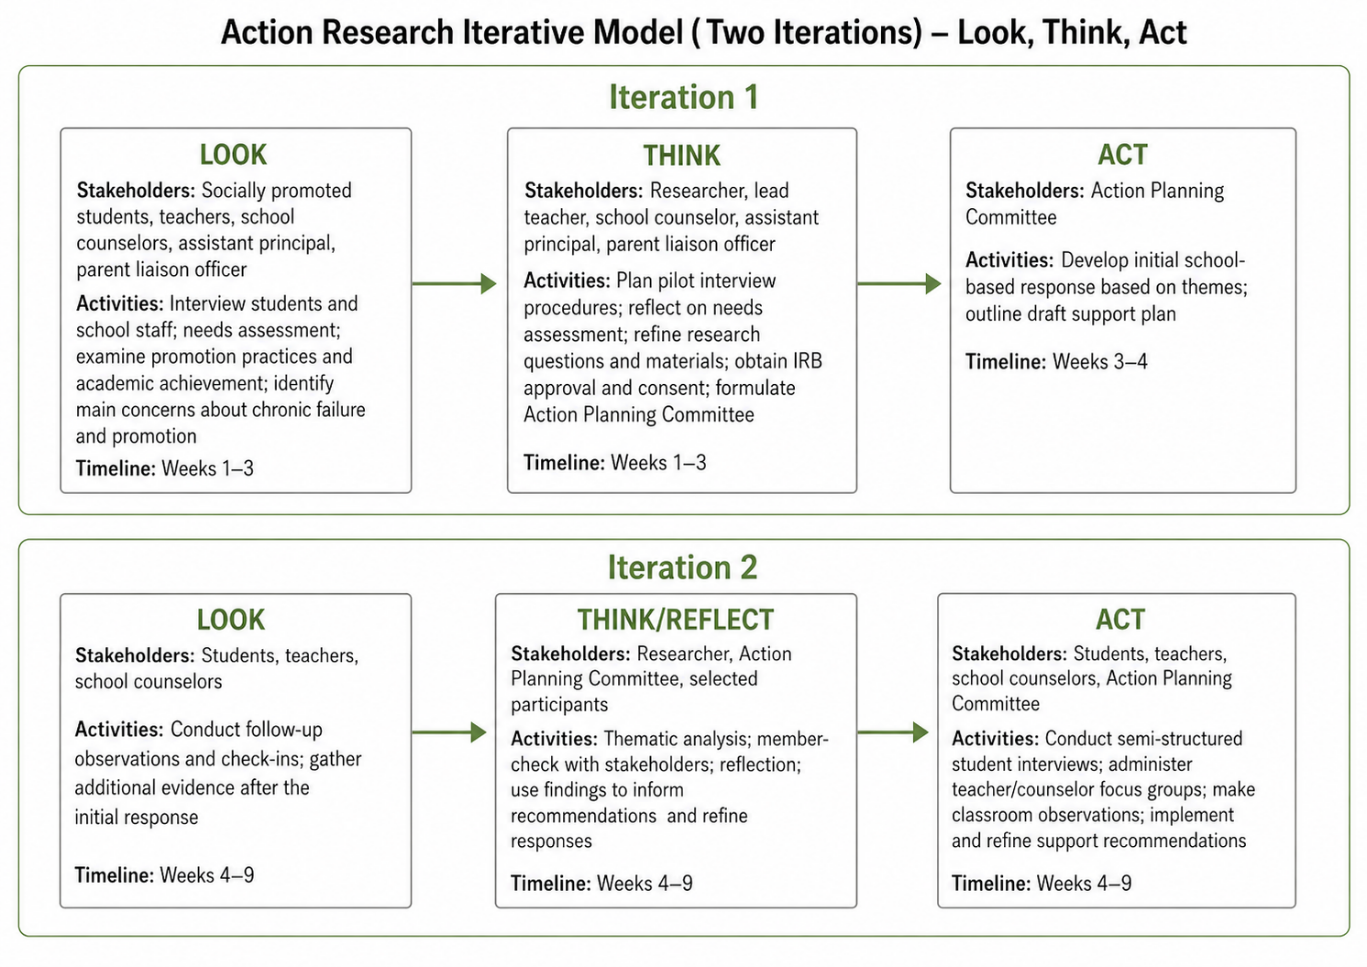 Action Research Iterative Model (Two Iterations) – Look, Think, Act
Iteration 1
LOOK
Stakeholders: Socially promoted
students, teachers, school
counselors, assistant principal,
parent liaison officer
Activities: Interview students and
school staff; needs assessment;
examine promotion practices and
academic achievement; identify
main concerns about chronic failure
and promotion
Timeline: Weeks 1–3
THINK
Stakeholders: Researcher, lead
teacher, school counselor, assistant
principal, parent liaison officer
Activities: Plan pilot interview
procedures; reflect on needs
assessment; refine research
questions and materials; obtain IRB
approval and consent; formulate
Action Planning Committee
Timeline: Weeks 1–3
ACT
Stakeholders: Action Planning
Committee
Activities: Develop initial school-
based response based on themes;
outline draft support plan
Timeline: Weeks 3–4
Iteration 2
LOOK
Stakeholders: Students, teachers,
school counselors
Activities: Conduct follow-up
observations and check-ins; gather
additional evidence after the
initial response
Timeline: Weeks 4–9
THINK/REFLECT
Stakeholders: Researcher, Action
Planning Committee, selected
participants
Activities: Thematic analysis; member-
check with stakeholders; reflection;
use findings to inform
recommendations and refine
responses
Timeline: Weeks 4–9
ACT
Stakeholders: Students, teachers,
school counselors, Action Planning
Committee
Activities: Conduct semi-structured
student interviews; administer
teacher/counselor focus groups; make
classroom observations; implement
and refine support recommendations
Timeline: Weeks 4–9